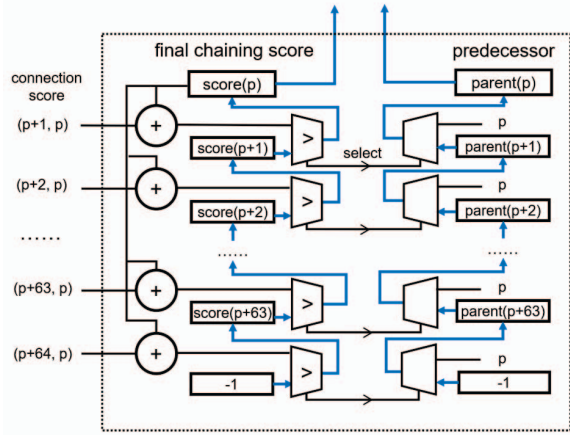 final chaining score
predecessor
connection
score
score(p)
parent(p)
(p+1, p)
+
>
p
score(p+1)
select
parent(p+1)
(p+2, p)
+
>
p
score(p+2)
parent(p+2)
......
......
......
(p+63, p)
+
>
p
score(p+63)
parent(p+63)
(p+64, p)
+
>
p
-1
-1